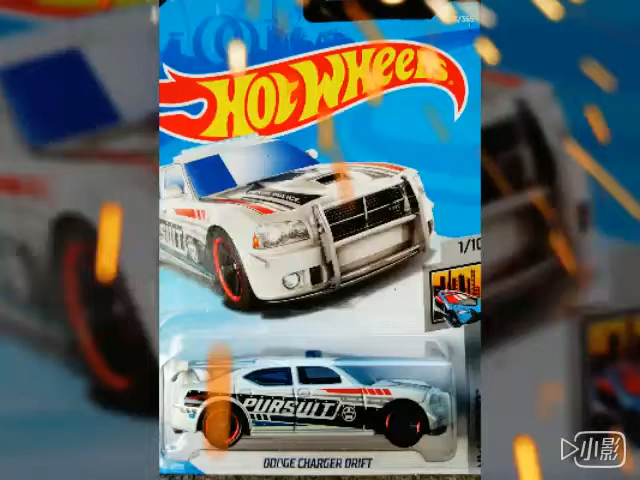 HOT WHEELS
1/10
PURSUIT
DODGE CHARGER DRIFT
小影